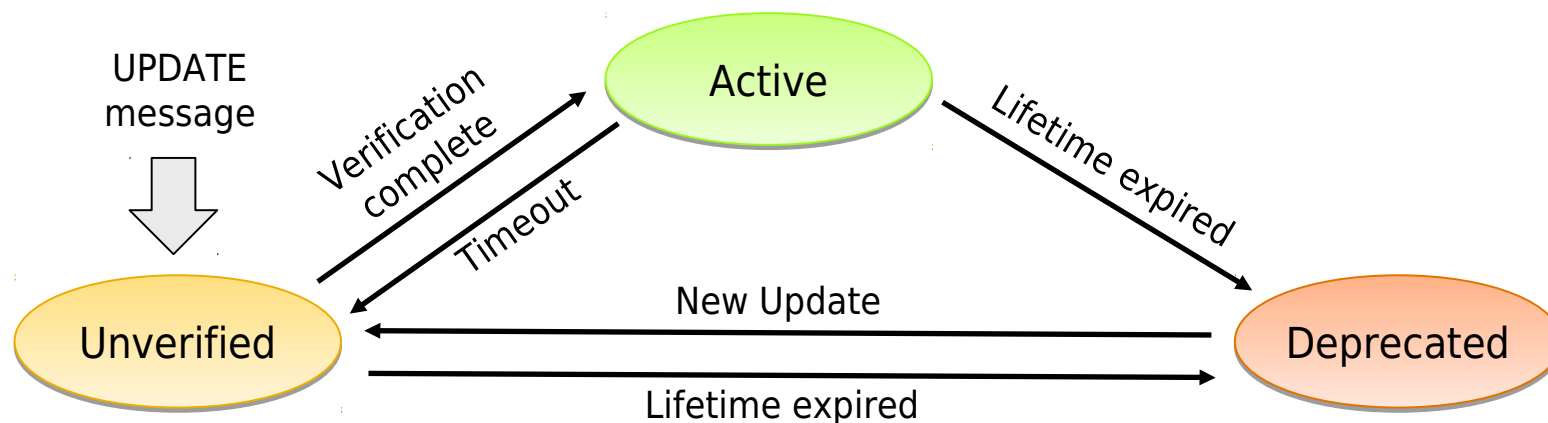 UPDATE
message
Verification
complete
Timeout
Active
Lifetime expired
Unverified
New Update
Lifetime expired
Deprecated